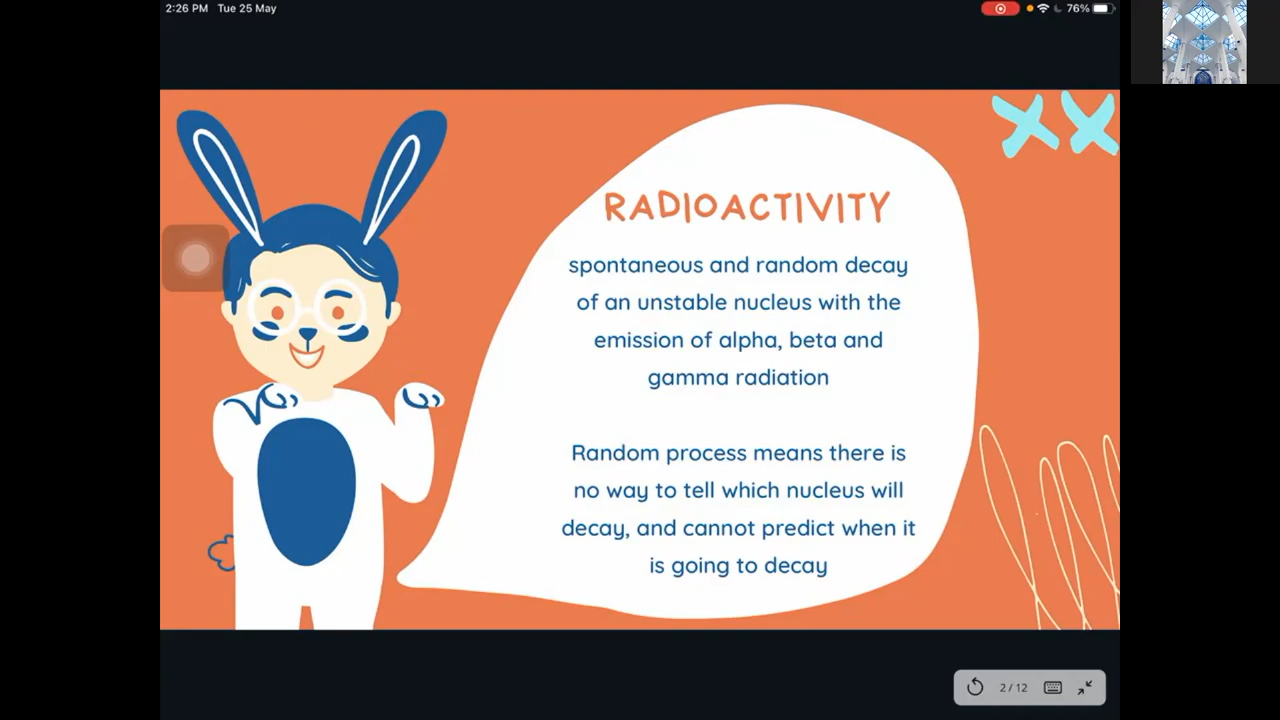 2:26 PM Tue 25 May
76%
RADIOACTIVITY
spontaneous and random decay
of an unstable nucleus with the
emission of alpha, beta and
gamma radiation
Random process means there is
no way to tell which nucleus will
decay, and cannot predict when it
is going to decay
2 / 12